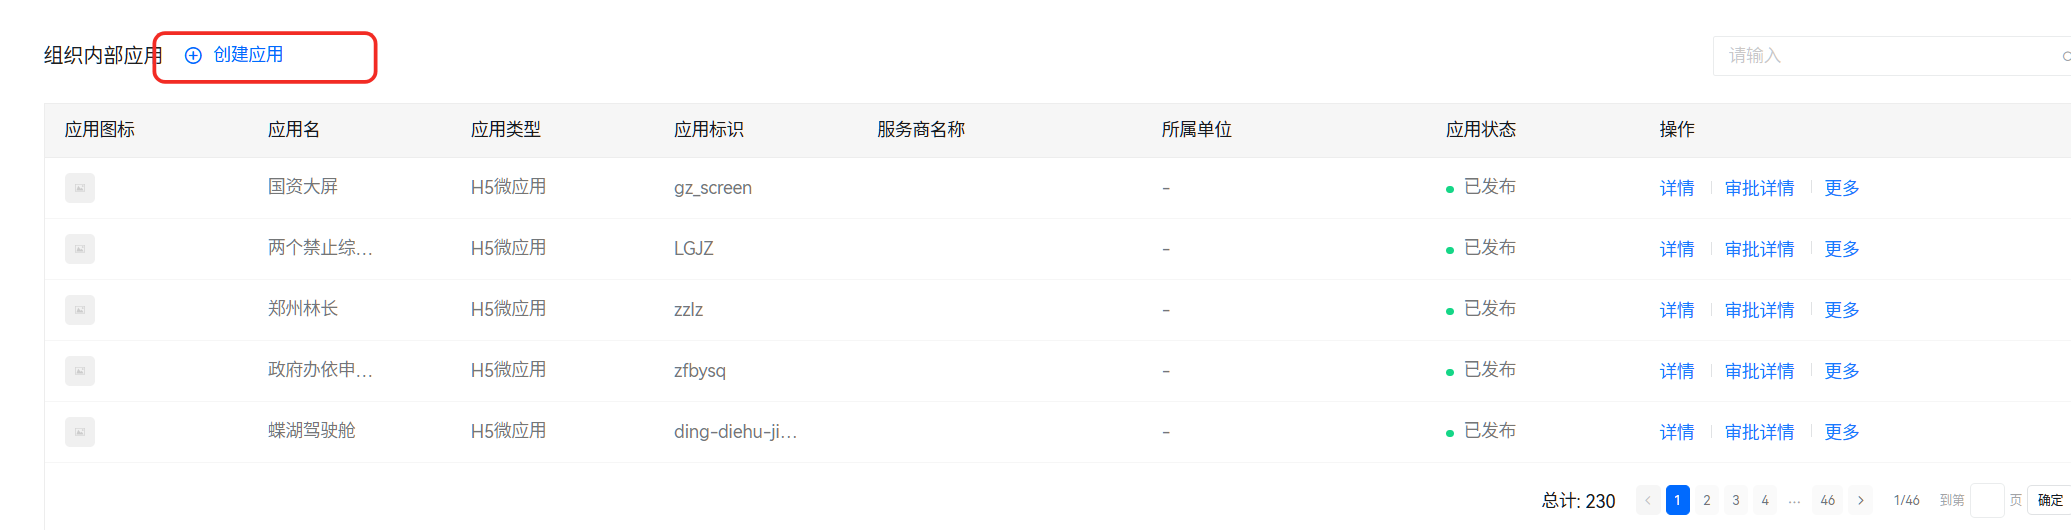 组织内部应用 创建应用 请输入
应用图标 应用名 应用类型 应用标识 服务商名称 所属单位 应用状态 操作
国资大屏 H5微应用 gz_screen - 已发布 详情 审批详情 更多
两个禁止综... H5微应用 LGJZ - 已发布 详情 审批详情 更多
郑州林长 H5微应用 zzlz - 已发布 详情 审批详情 更多
政府办依申... H5微应用 zfbysq - 已发布 详情 审批详情 更多
蝶湖驾驶舱 H5微应用 ding-diehu-ji... - 已发布 详情 审批详情 更多
总计: 230 < 1 2 3 4 ... 46 > 1/46 到第 页 确定